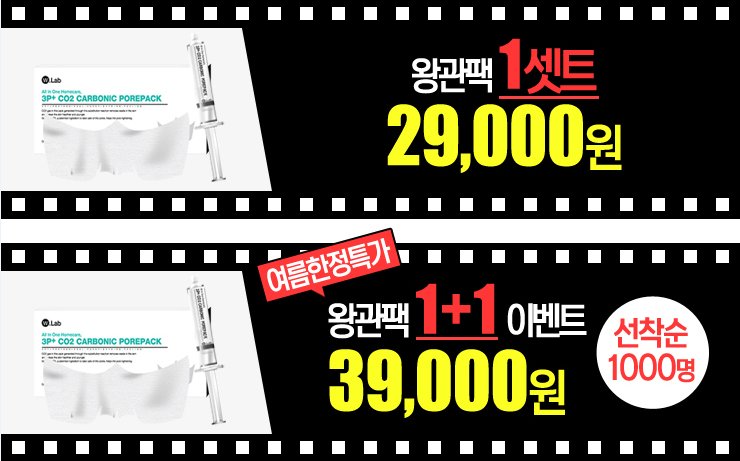 W.Lab
All In One Homecare,
3P+ CO2 CARBONIC POREPACK
왕관팩 1셋트
29,000원
여름한정특가
W.Lab
All In One Homecare,
3P+ CO2 CARBONIC POREPACK
왕관팩 1+1 이벤트
39,000원
선착순
1000명